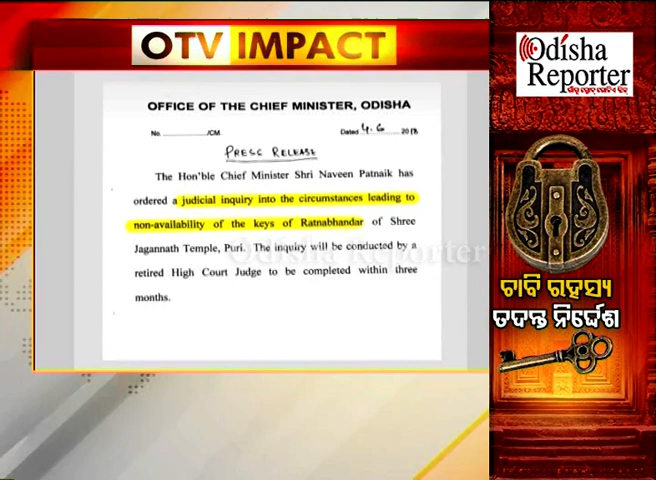 OTV IMPACT
OFFICE OF THE CHIEF MINISTER, ODISHA
No. ............/CM. Dated 4.6 2018
PRESS RELEASE
The Hon'ble Chief Minister Shri Naveen Patnaik has
ordered a judicial inquiry into the circumstances leading to
non-availability of the keys of Ratnabhandar of Shree
Jagannath Temple, Puri. The inquiry will be conducted by a
retired High Court Judge to be completed within three
months.
Odisha Reporter
Odisha
Reporter
ଚାବି ରହସ୍ୟ
ତଦନ୍ତ ନିର୍ଦ୍ଦେଶ